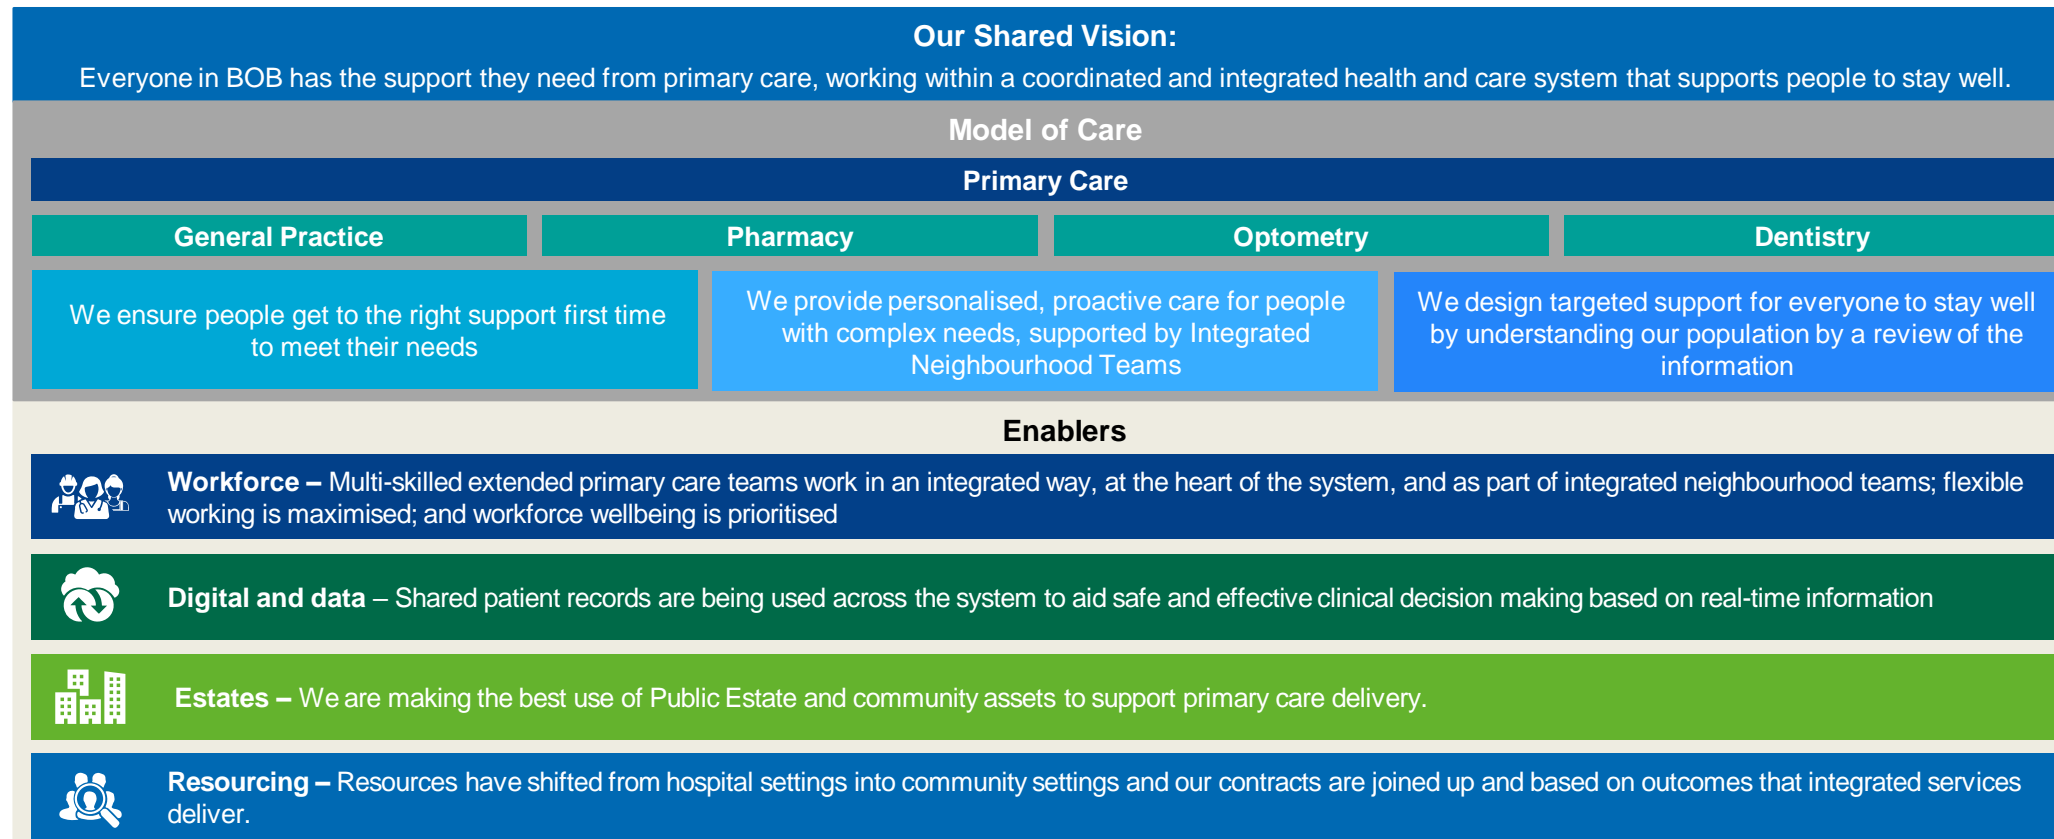 Our Shared Vision:
Everyone in BOB has the support they need from primary care, working within a coordinated and integrated health and care system that supports people to stay well.
Model of Care
Primary Care
General Practice
Pharmacy
Optometry
Dentistry
We ensure people get to the right support first time
to meet their needs
We provide personalised, proactive care for people
with complex needs, supported by Integrated
Neighbourhood Teams
We design targeted support for everyone to stay well
by understanding our population by a review of the
information
Enablers
Workforce – Multi-skilled extended primary care teams work in an integrated way, at the heart of the system, and as part of integrated neighbourhood teams; flexible
working is maximised; and workforce wellbeing is prioritised
Digital and data – Shared patient records are being used across the system to aid safe and effective clinical decision making based on real-time information
Estates – We are making the best use of Public Estate and community assets to support primary care delivery.
Resourcing – Resources have shifted from hospital settings into community settings and our contracts are joined up and based on outcomes that integrated services
deliver.